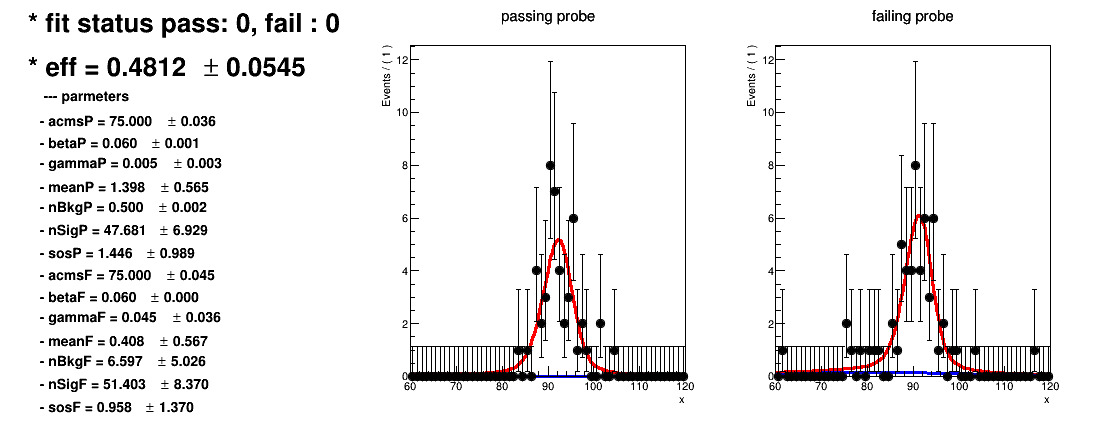 * fit status pass: 0, fail : 0
* eff = 0.4812 ± 0.0545
--- parmeters
- acmsP = 75.000 ± 0.036
- betaP = 0.060 ± 0.001
- gammaP = 0.005 ± 0.003
- meanP = 1.398 ± 0.565
- nBkgP = 0.500 ± 0.002
- nSigP = 47.681 ± 6.929
- sosP = 1.446 ± 0.989
- acmsF = 75.000 ± 0.045
- betaF = 0.060 ± 0.000
- gammaF = 0.045 ± 0.036
- meanF = 0.408 ± 0.567
- nBkgF = 6.597 ± 5.026
- nSigF = 51.403 ± 8.370
- sosF = 0.958 ± 1.370
passing probe
Events / ( 1 )
12
10
8
6
4
2
0
60 70 80 90 100 110 120
x
failing probe
Events / ( 1 )
12
10
8
6
4
2
0
60 70 80 90 100 110 120
x